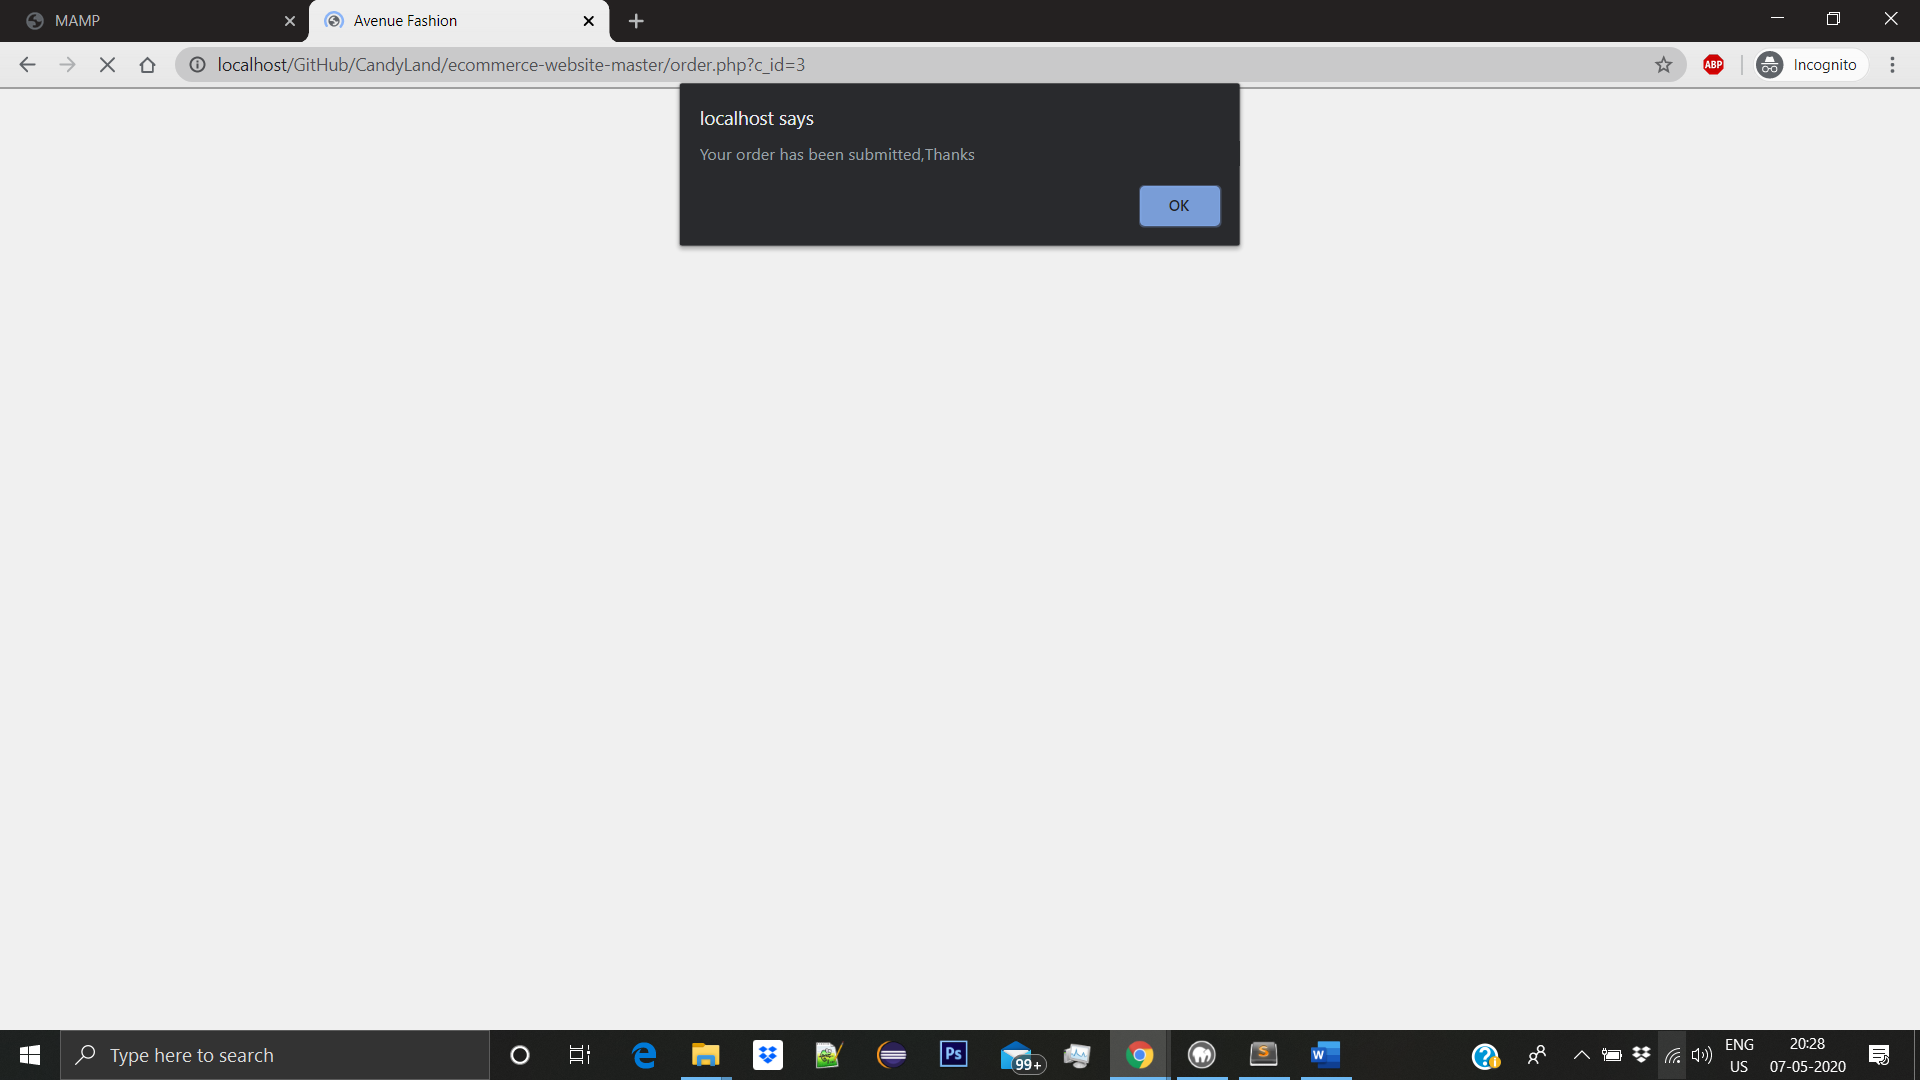 MAMP
Avenue Fashion
localhost/GitHub/CandyLand/ecommerce-website-master/order.php?c_id=3
ABP
Incognito
localhost says
Your order has been submitted,Thanks
OK
Type here to search
Ps
99+
S
W
ENG
US
20:28
07-05-2020